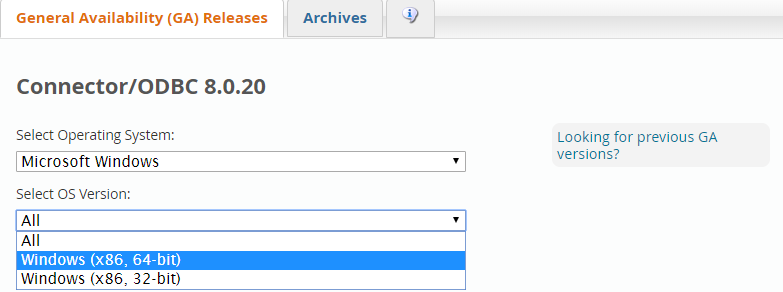 General Availability (GA) Releases
Archives
Connector/ODBC 8.0.20
Select Operating System:
Microsoft Windows
Looking for previous GA
versions?
Select OS Version:
All
All
Windows (x86, 64-bit)
Windows (x86, 32-bit)